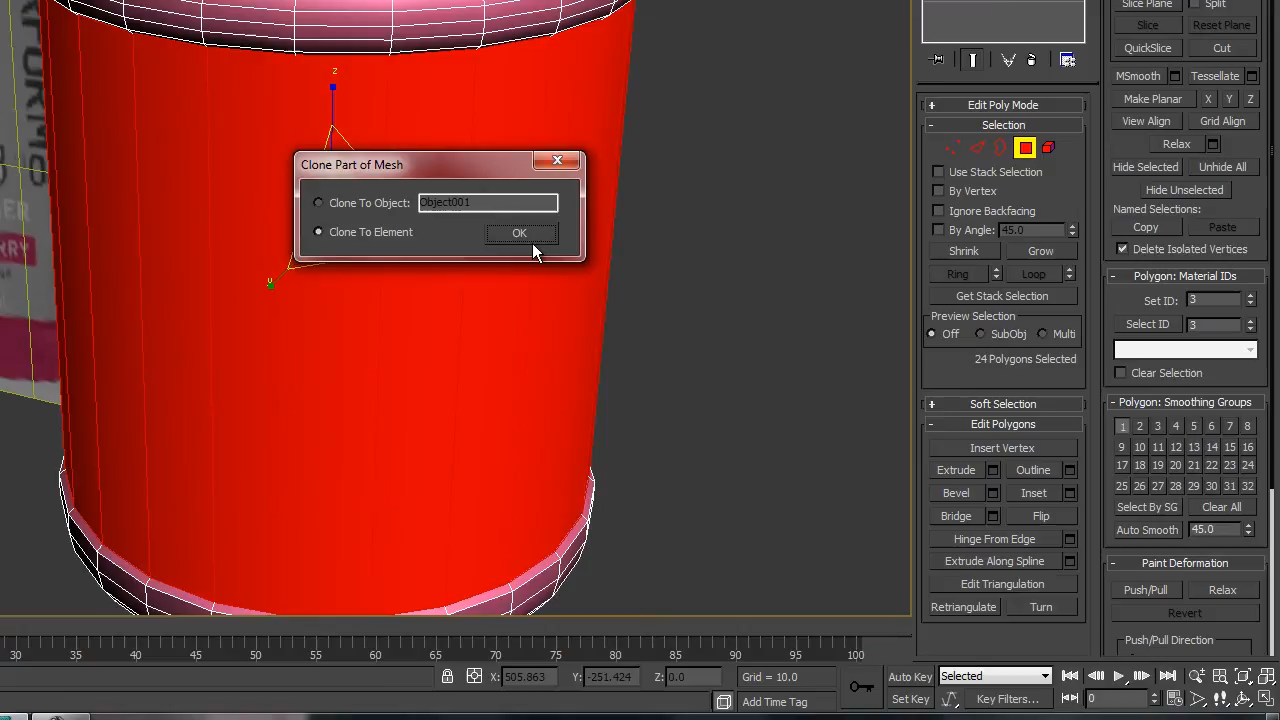 Slice Plane Split
Slice Reset Plane
QuickSlice Cut
MSmooth Tessellate
Make Planar X Y Z
View Align Grid Align
Relax
Hide Selected Unhide All
Hide Unselected
Named Selections:
Copy Paste
Delete Isolated Vertices
- Polygon: Material IDs
Set ID: 3
Select ID 3
Clear Selection
- Polygon: Smoothing Groups
1 2 3 4 5 6 7 8
9 10 11 12 13 14 15 16
17 18 19 20 21 22 23 24
25 26 27 28 29 30 31 32
Select By SG Clear All
Auto Smooth 45.0
- Paint Deformation
Push/Pull Relax
Revert
Push/Pull Direction
+ Edit Poly Mode
- Selection
Use Stack Selection
By Vertex
Ignore Backfacing
By Angle: 45.0
Shrink Grow
Ring Loop
Get Stack Selection
Preview Selection
Off SubObj Multi
24 Polygons Selected
+ Soft Selection
- Edit Polygons
Insert Vertex
Extrude Outline
Bevel Inset
Bridge Flip
Hinge From Edge
Extrude Along Spline
Edit Triangulation
Retriangulate Turn
z
Clone Part of Mesh
Clone To Object: Object001
Clone To Element OK
y
30 35 40 45 50 55 60 65 70 75 80 85 90 95 100
X: 505.863 Y: -251.424 Z: 0.0 Grid = 10.0 Auto Key Selected
Add Time Tag Set Key Key Filters... 0